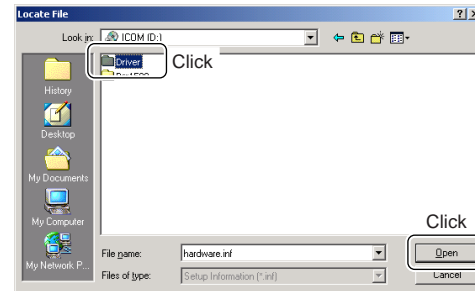 Locate File
Look in: ICOM (D:)
Driver
Click
History
Desktop
My Documents
My Computer
My Network P...
Click
File name: hardware.inf
Open
Files of type: Setup Information (*.inf)
Cancel